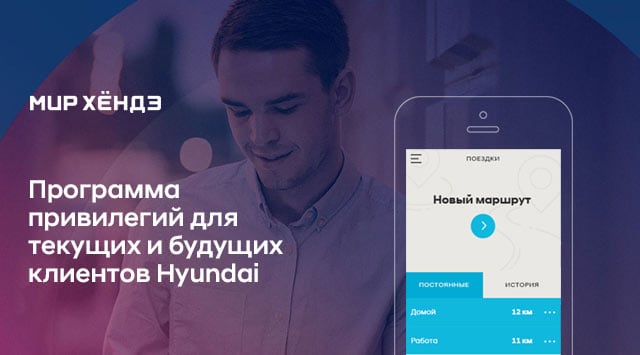 МИР ХЁНДЭ
Программа
привилегий для
текущих и будущих
клиентов Hyundai
ПОЕЗДКИ
Новый маршрут
ПОСТОЯННЫЕ ИСТОРИЯ
Домой 12 км
Работа 11 км